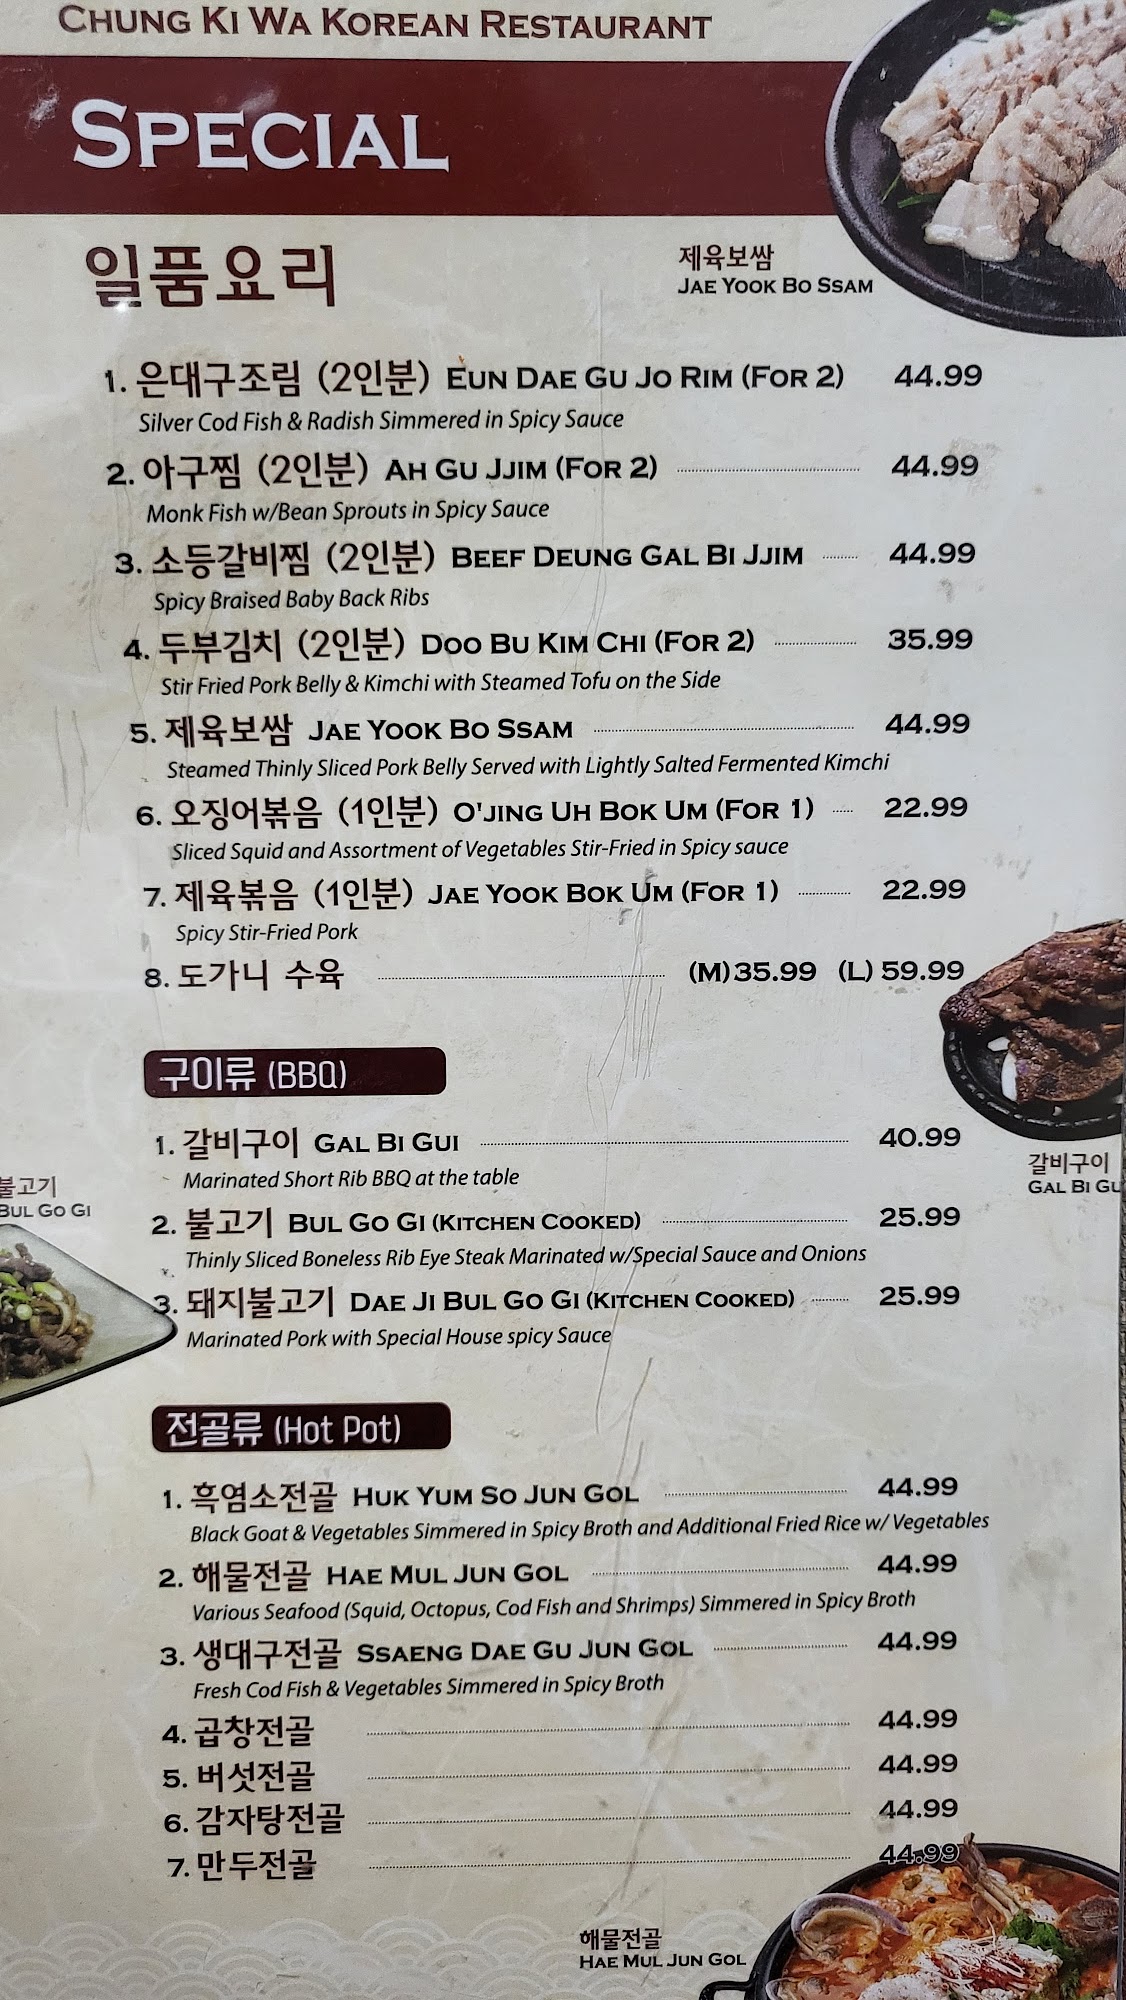 CHUNG KI WA KOREAN RESTAURANT
SPECIAL
일품요리
제육보쌈
JAE YOOK BO SSAM
1. 은대구조림 (2인분) EUN DAE GU JO RIM (FOR 2) 44.99
Silver Cod Fish & Radish Simmered in Spicy Sauce
2. 아구찜 (2인분) AH GU JJIM (FOR 2) 44.99
Monk Fish w/Bean Sprouts in Spicy Sauce
3. 소등갈비찜 (2인분) BEEF DEUNG GAL BI JJIM 44.99
Spicy Braised Baby Back Ribs
4. 두부김치 (2인분) DOO BU KIM CHI (FOR 2) 35.99
Stir Fried Pork Belly & Kimchi with Steamed Tofu on the Side
5. 제육보쌈 JAE YOOK BO SSAM 44.99
Steamed Thinly Sliced Pork Belly Served with Lightly Salted Fermented Kimchi
6. 오징어볶음 (1인분) O'JING UH BOK UM (FOR 1) 22.99
Sliced Squid and Assortment of Vegetables Stir-Fried in Spicy sauce
7. 제육볶음 (1인분) JAE YOOK BOK UM (FOR 1) 22.99
Spicy Stir-Fried Pork
8. 도가니 수육 (M)35.99 (L) 59.99
구이류 (BBQ)
1. 갈비구이 GAL BI GUI 40.99
Marinated Short Rib BBQ at the table
갈비구이
GAL BI GU
불고기
BUL GO GI
2. 불고기 BUL GO GI (KITCHEN COOKED) 25.99
Thinly Sliced Boneless Rib Eye Steak Marinated w/Special Sauce and Onions
3. 돼지불고기 DAE JI BUL GO GI (KITCHEN COOKED) 25.99
Marinated Pork with Special House spicy Sauce
전골류 (Hot Pot)
1. 흑염소전골 HUK YUM SO JUN GOL 44.99
Black Goat & Vegetables Simmered in Spicy Broth and Additional Fried Rice w/ Vegetables
2. 해물전골 HAE MUL JUN GOL 44.99
Various Seafood (Squid, Octopus, Cod Fish and Shrimps) Simmered in Spicy Broth
3. 생대구전골 SSAENG DAE GU JUN GOL 44.99
Fresh Cod Fish & Vegetables Simmered in Spicy Broth
4. 곱창전골 44.99
5. 버섯전골 44.99
6. 감자탕전골 44.99
7. 만두전골 44.99
해물전골
HAE MUL JUN GOL